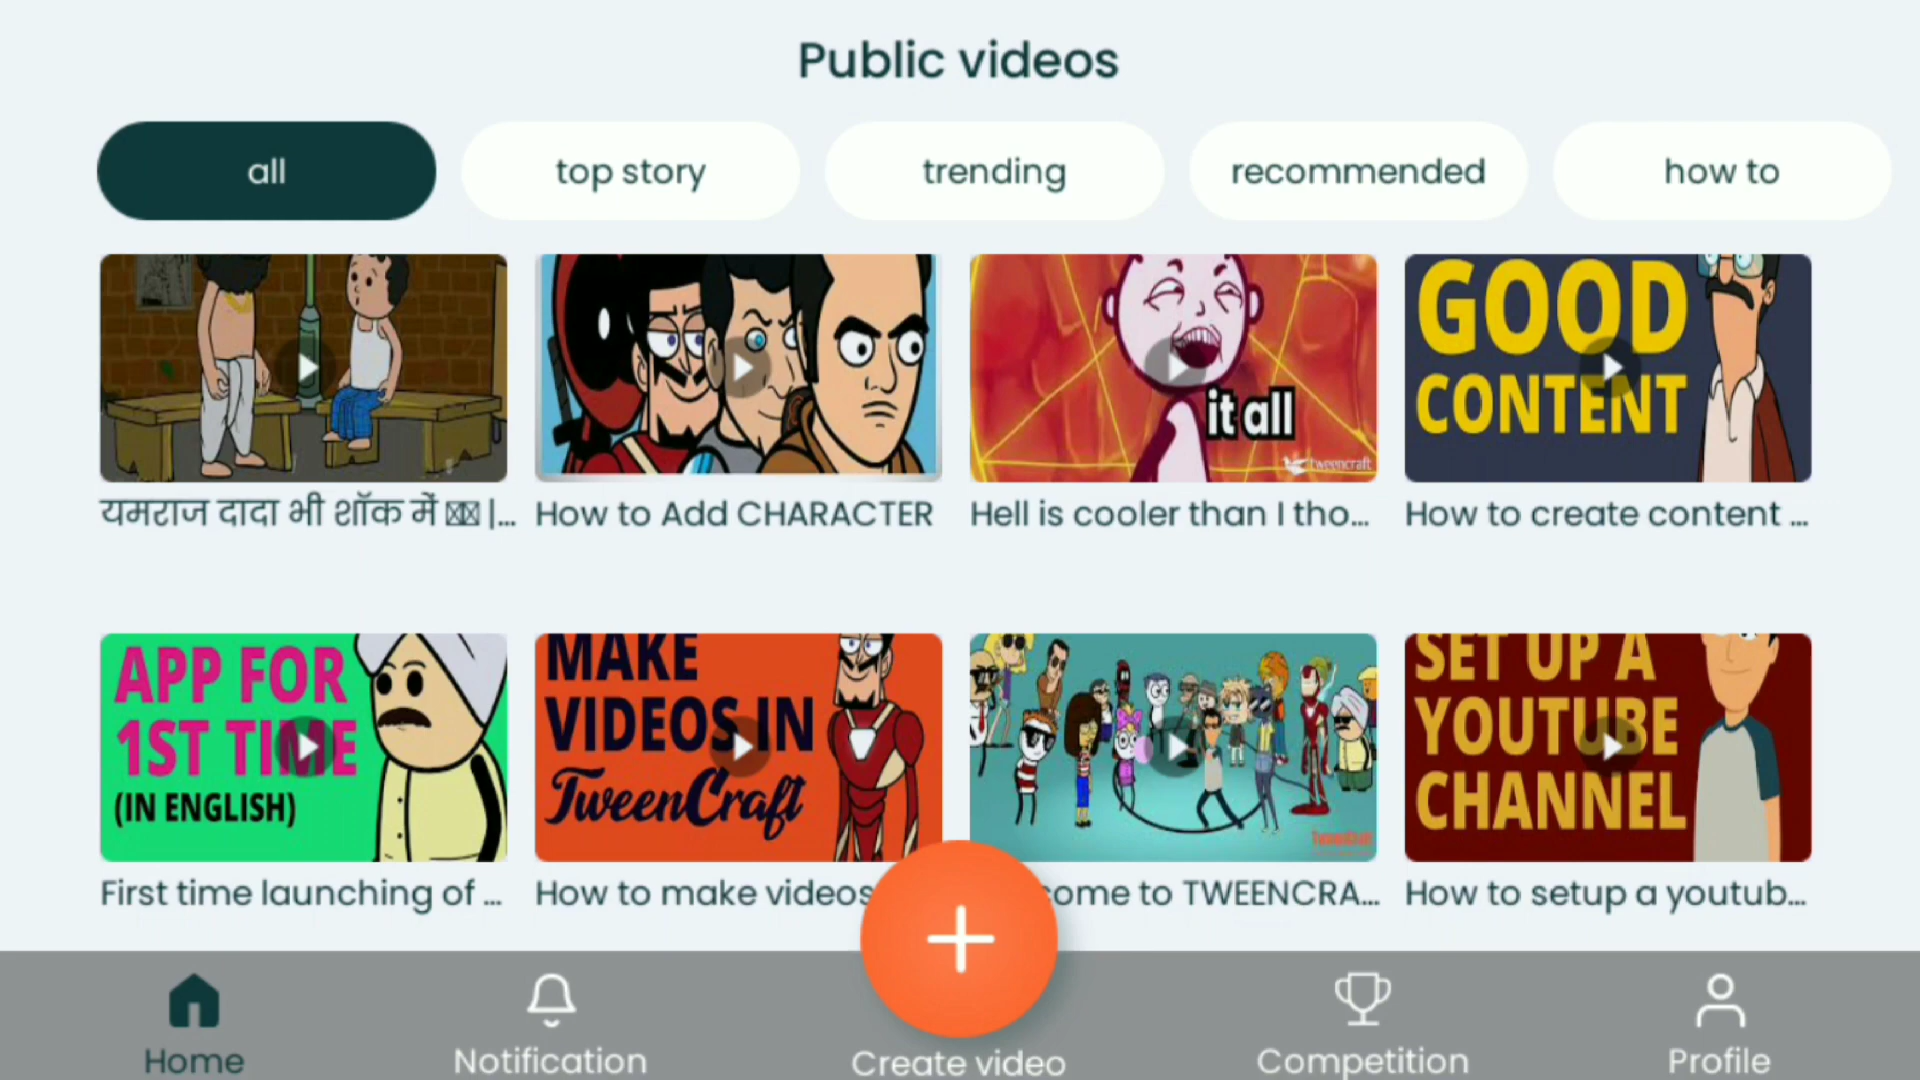 Public videos
all
top story
trending
recommended
how to
it all
tweencraft
GOOD
CONTENT
यमराज दादा भी शॉक में |...
How to Add CHARACTER
Hell is cooler than I tho...
How to create content ...
APP FOR
1ST TIME
(IN ENGLISH)
MAKE
VIDEOS IN
TweenCraft
SET UP A
YOUTUBE
CHANNEL
First time launching of ...
How to make videos
come to TWEENCRA...
How to setup a youtub...
Home
Notification
Create video
Competition
Profile